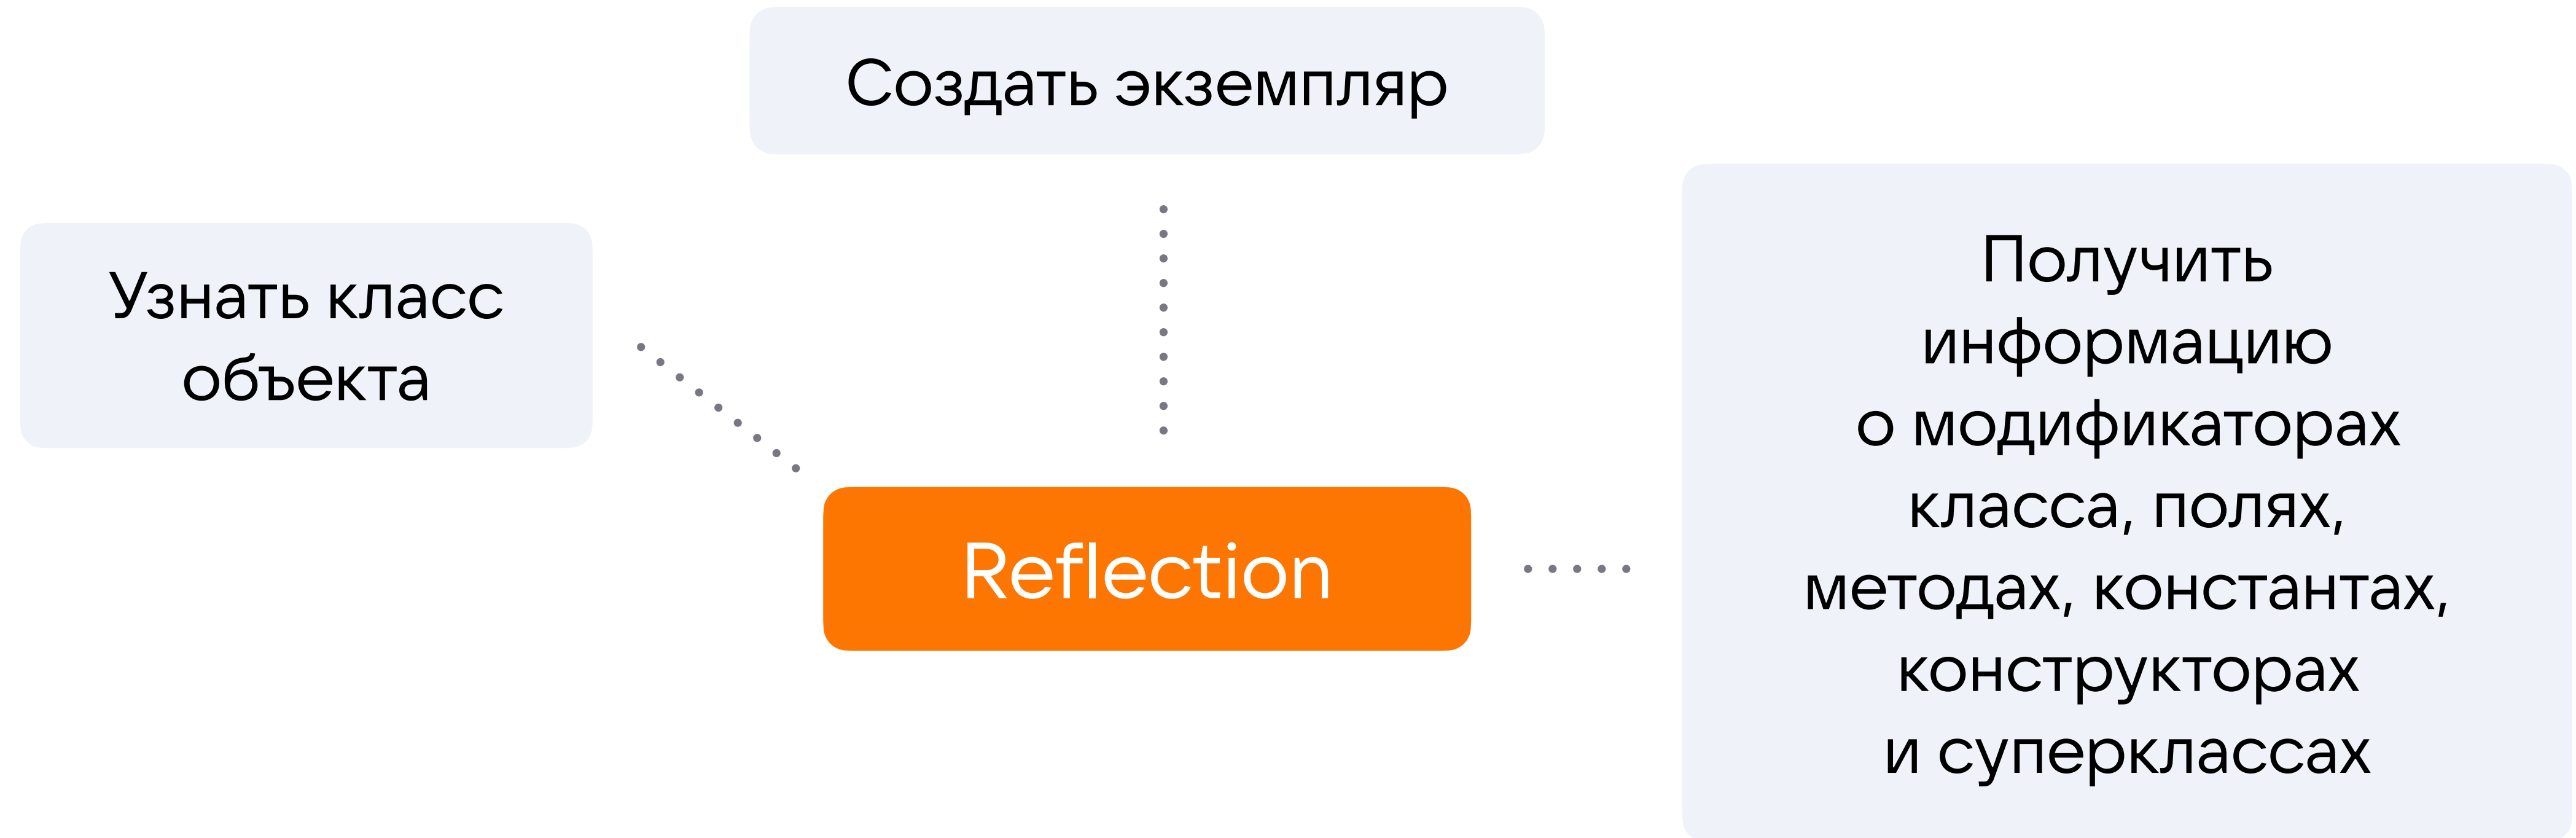 Создать экземпляр
Узнать класс
объекта
Reflection
Получить
информацию
о модификаторах
класса, полях,
методах, константах,
конструкторах
и суперклассах